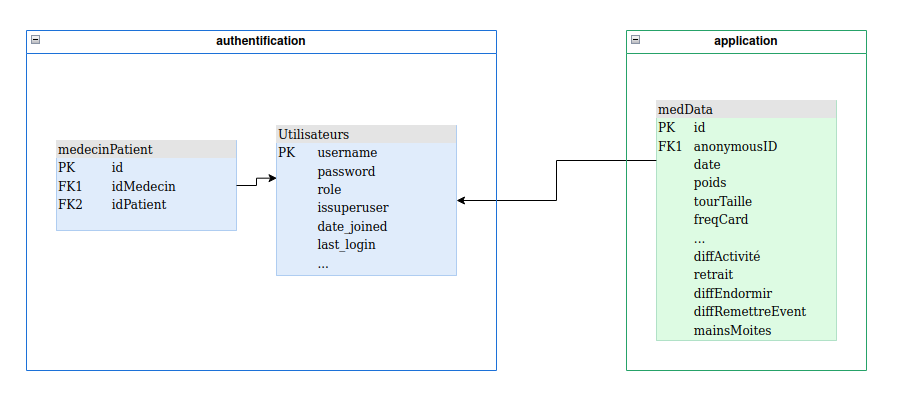 authentification
medecinPatient
PK id
FK1 idMedecin
FK2 idPatient
Utilisateurs
PK username
password
role
issuperuser
date_joined
last_login
...
application
medData
PK id
FK1 anonymousID
date
poids
tourTaille
freqCard
...
diffActivité
retrait
diffEndormir
diffRemettreEvent
mainsMoites